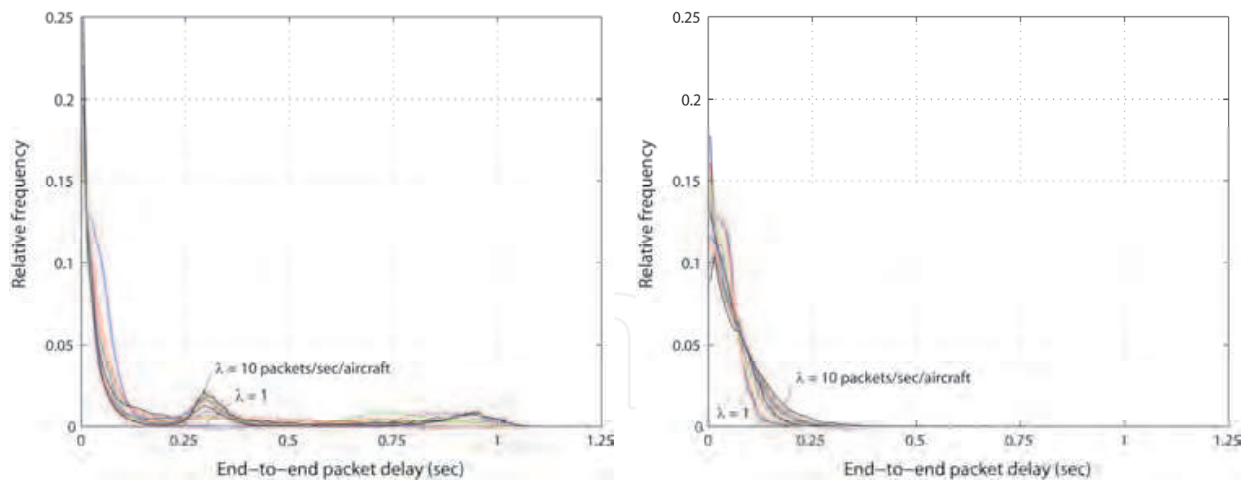 0.25
0.2
0.15
0.1
0.05
0
Relative frequency
λ = 10 packets/sec/aircraft
λ = 1
0 0.25 0.5 0.75 1 1.25
End-to-end packet delay (sec)
0.25
0.2
0.15
0.1
0.05
0
Relative frequency
λ = 10 packets/sec/aircraft
λ = 1
0 0.25 0.5 0.75 1 1.25
End-to-end packet delay (sec)